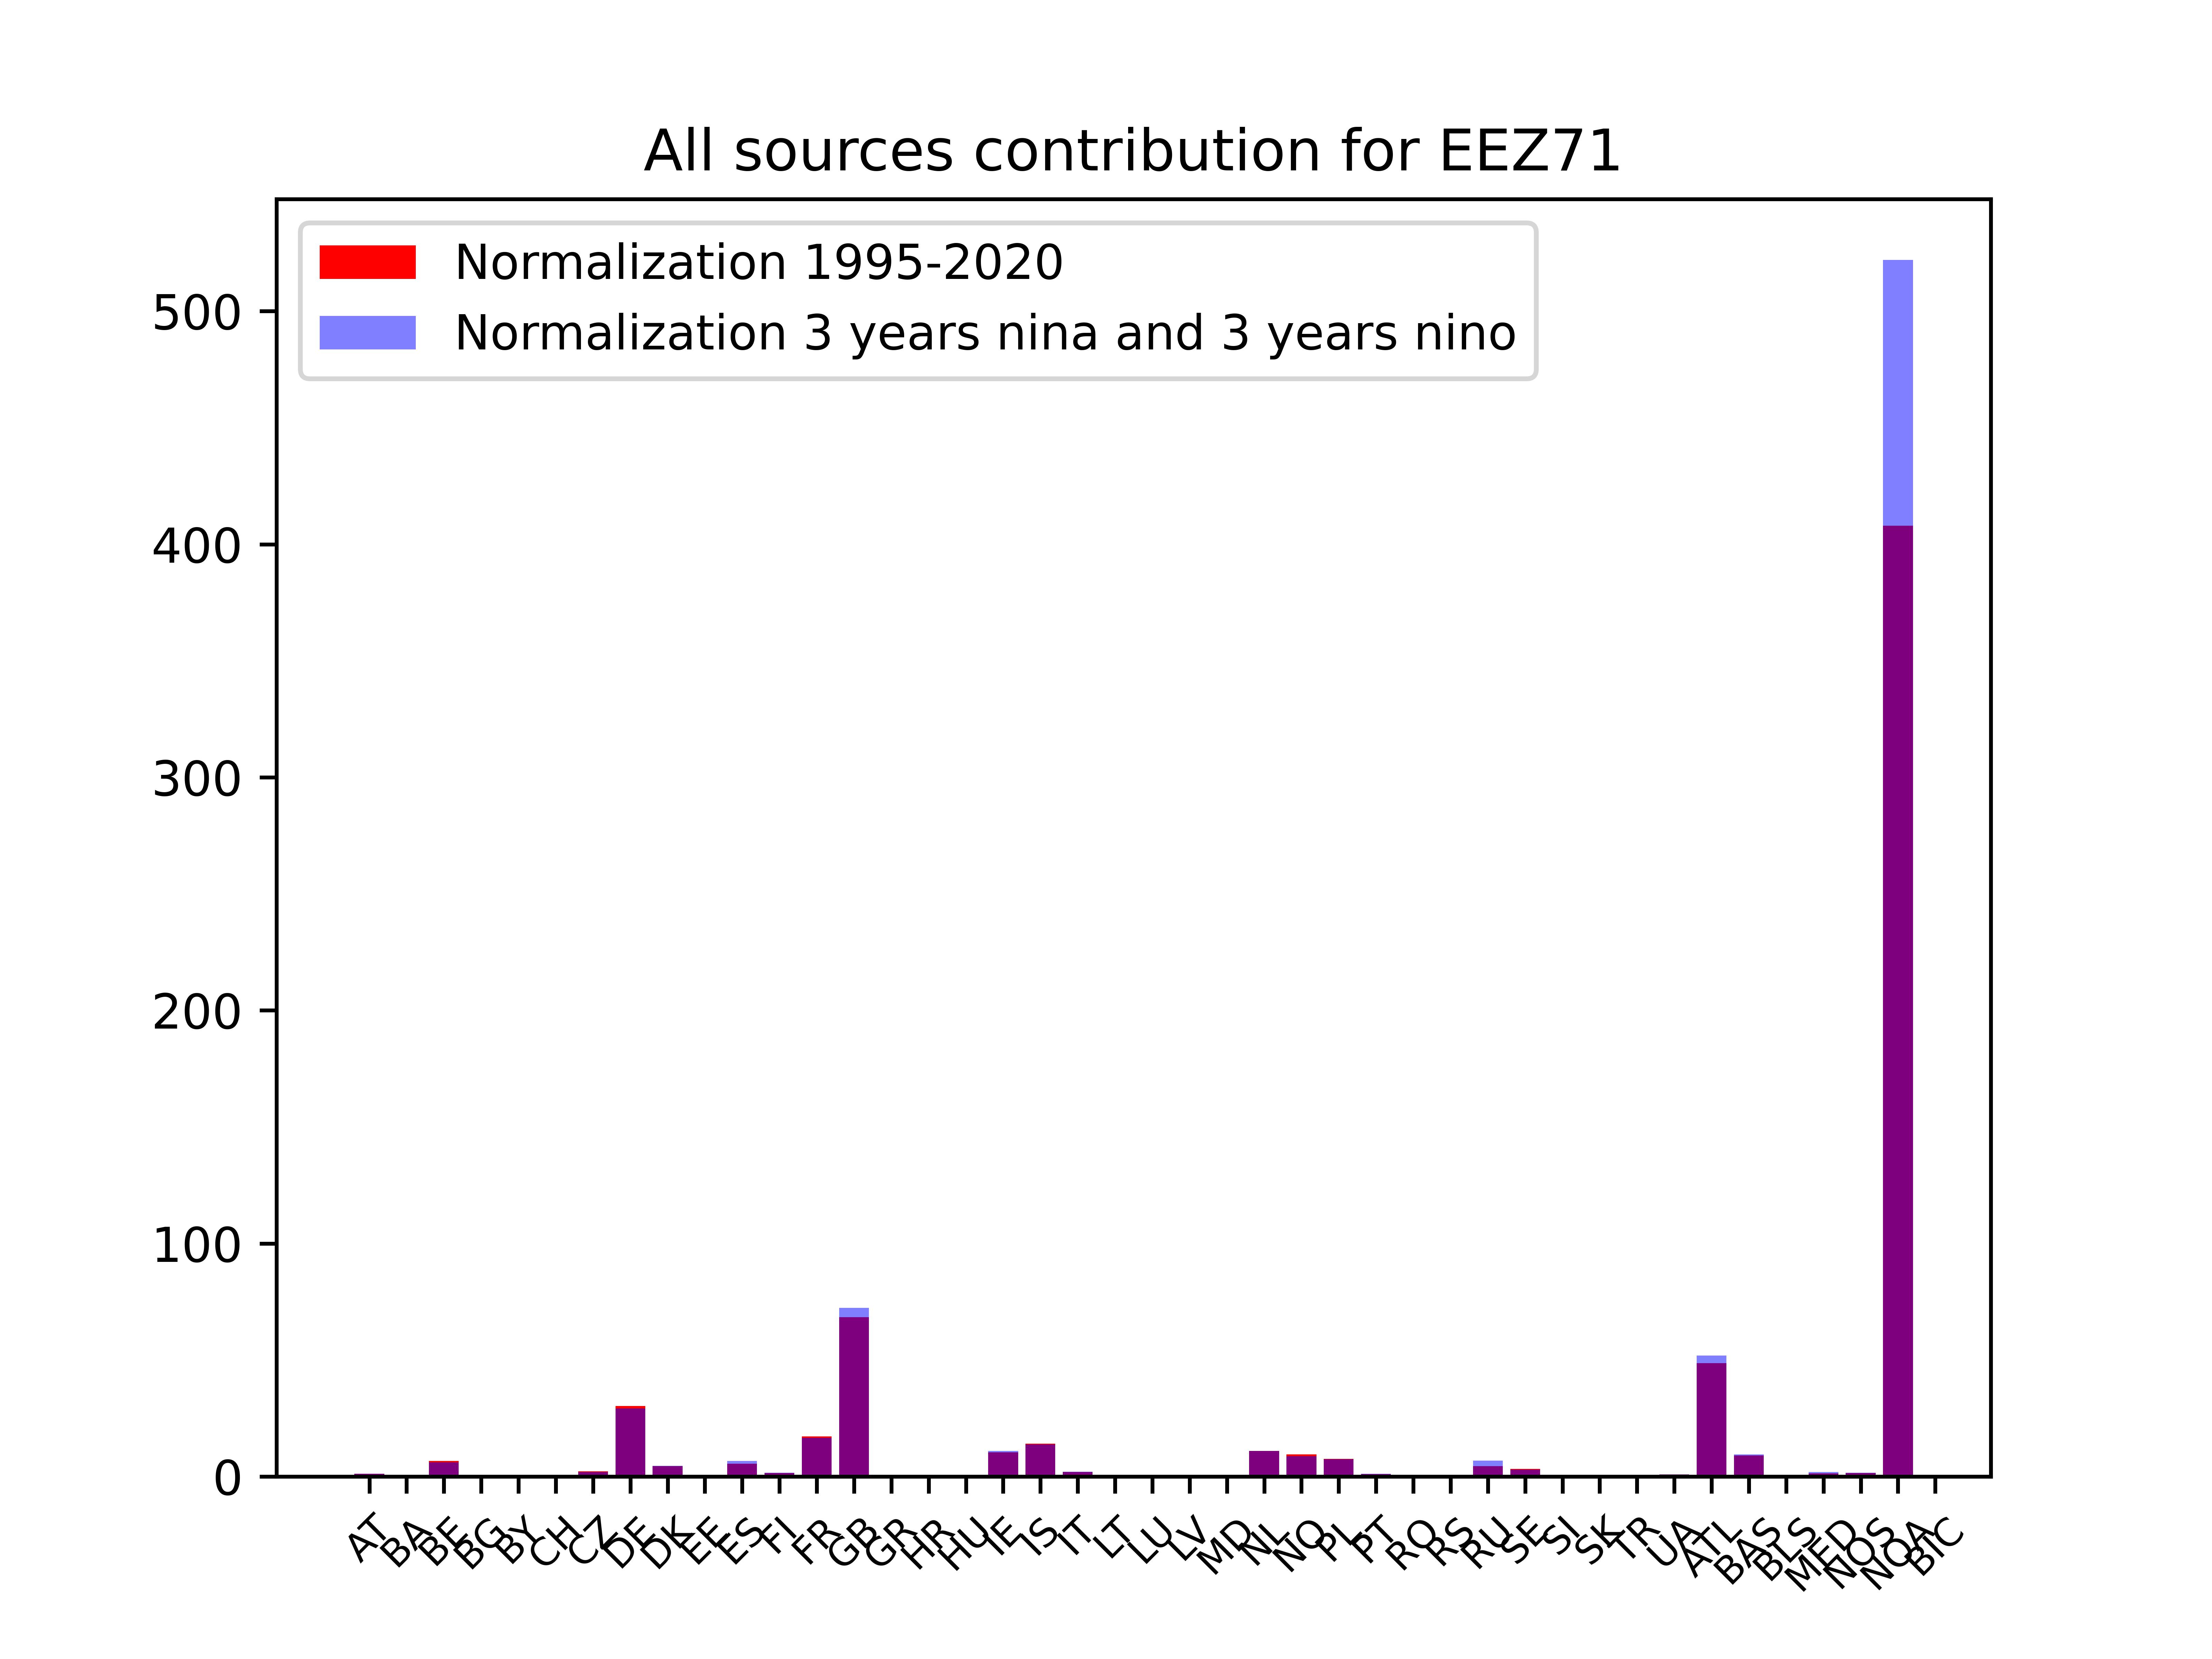 All sources contribution for EEZ71
Normalization 1995-2020
Normalization 3 years nina and 3 years nino
500
400
300
200
100
0
AT BA BE BG BY CH CZ DE DK EE ES FI FR GB GR HR HU IE IS IT LT LU LV MD NL NO PL PT RO RS RU SE SI SK TR UA ATL BAS BLS MED NOS NOA BIC